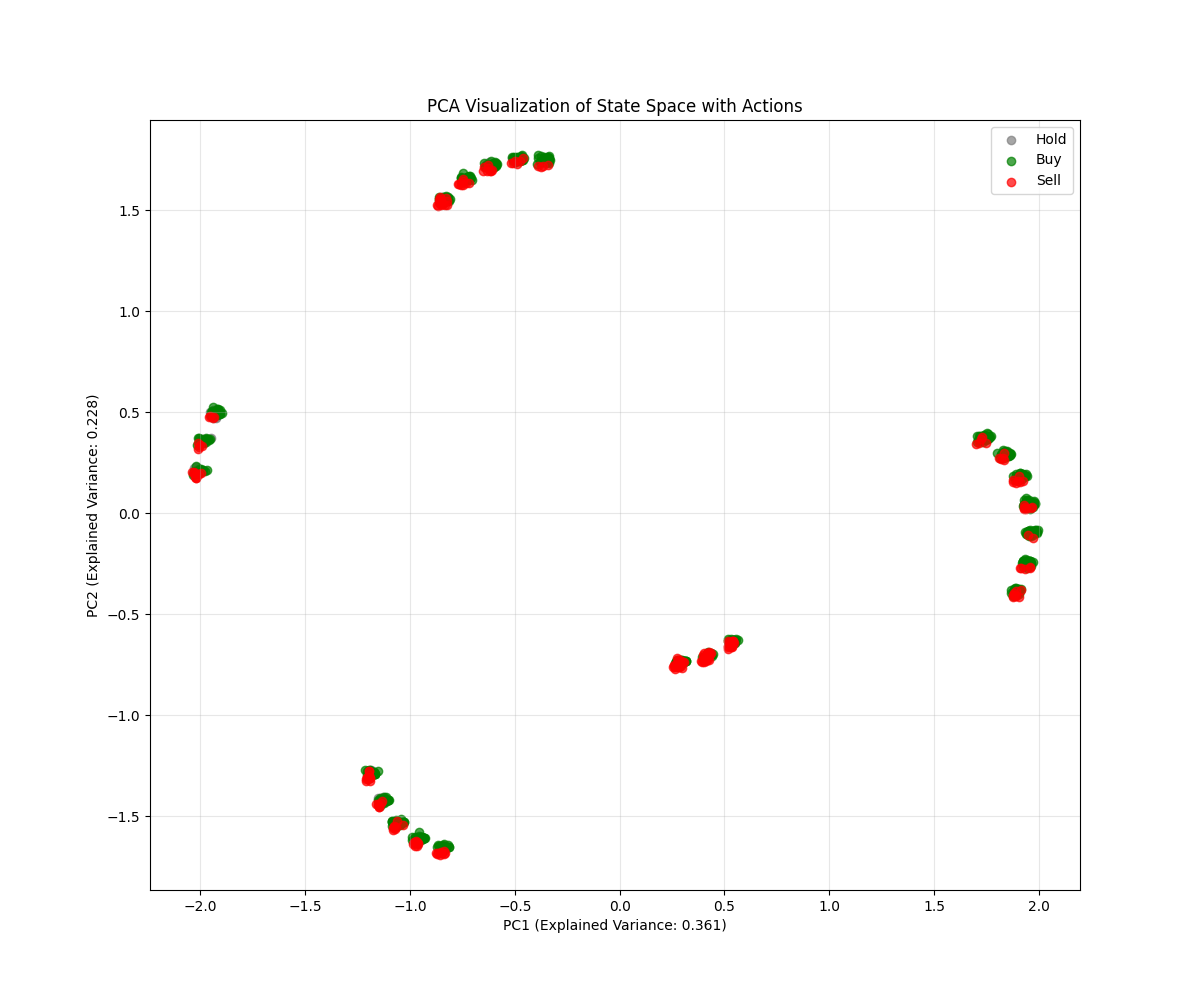 PCA Visualization of State Space with Actions
Hold
Buy
Sell
1.5
1.0
0.5
0.0
−0.5
−1.0
−1.5
PC2 (Explained Variance: 0.228)
−2.0 −1.5 −1.0 −0.5 0.0 0.5 1.0 1.5 2.0
PC1 (Explained Variance: 0.361)